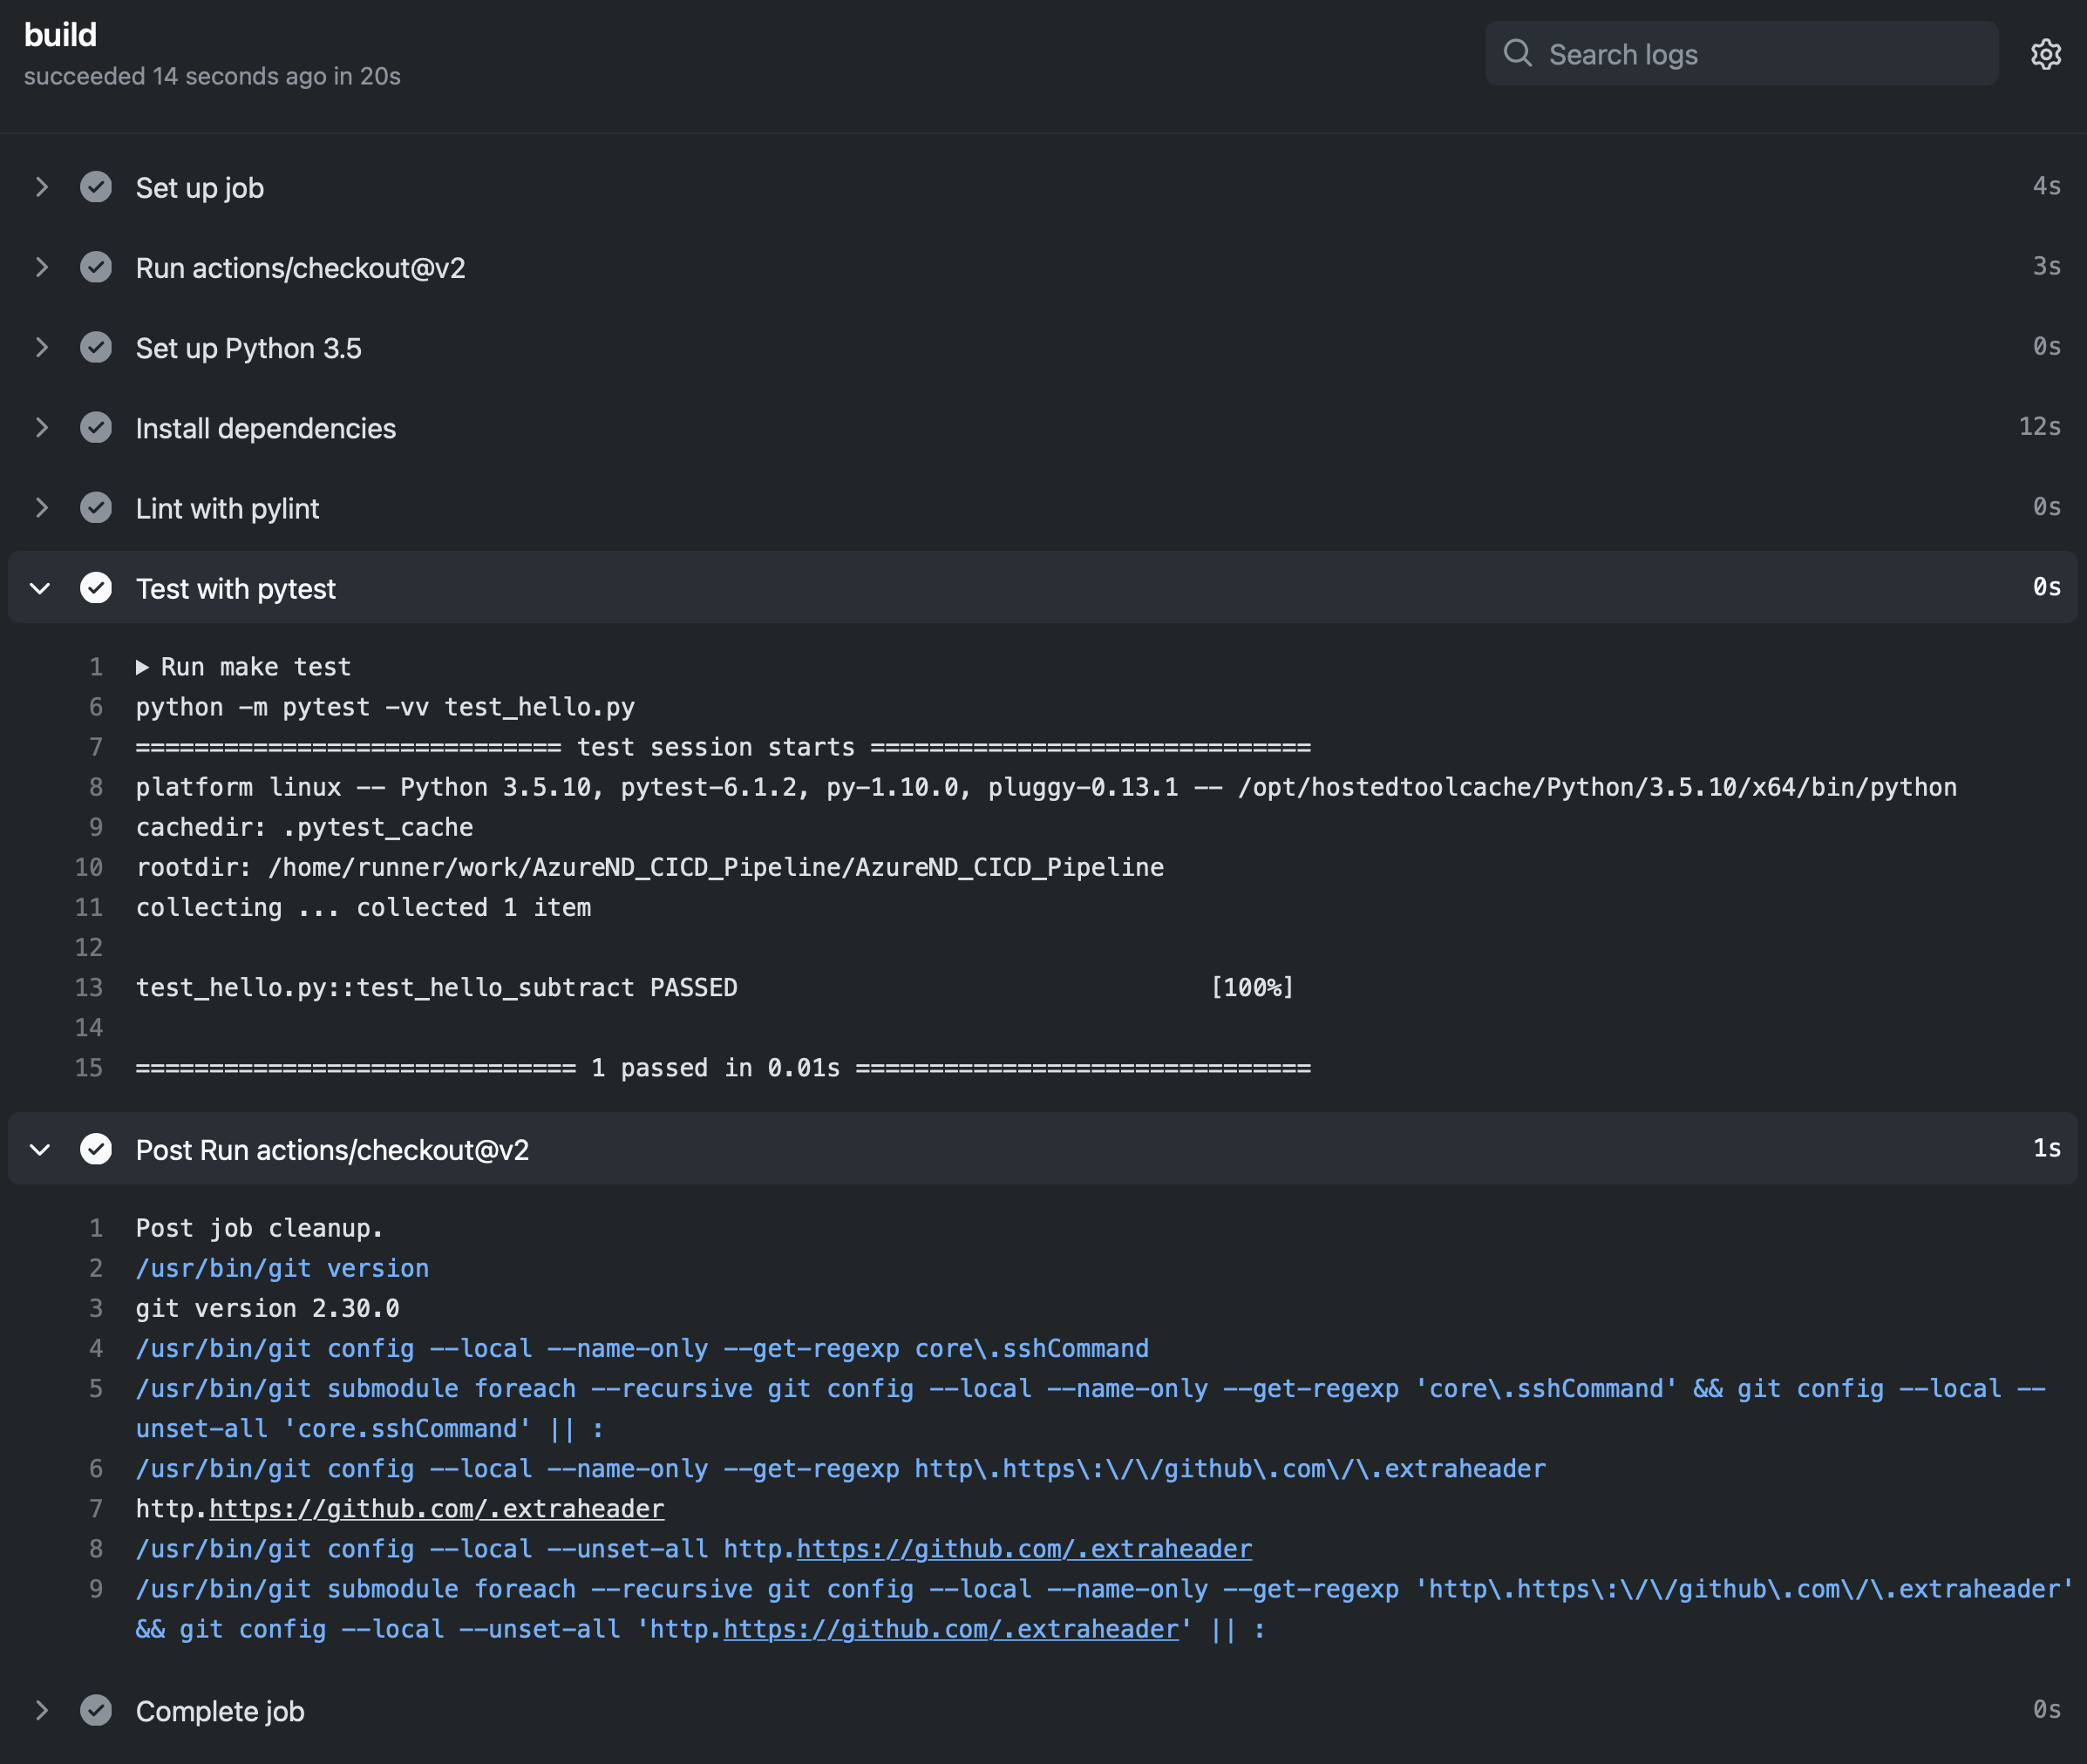 build
succeeded 14 seconds ago in 20s
Search logs
Set up job 4s
Run actions/checkout@v2 3s
Set up Python 3.5 0s
Install dependencies 12s
Lint with pylint 0s
Test with pytest 0s
1 ▶ Run make test
6 python -m pytest -vv test_hello.py
7 ============================= test session starts ==============================
8 platform linux -- Python 3.5.10, pytest-6.1.2, py-1.10.0, pluggy-0.13.1 -- /opt/hostedtoolcache/Python/3.5.10/x64/bin/python
9 cachedir: .pytest_cache
10 rootdir: /home/runner/work/AzureND_CICD_Pipeline/AzureND_CICD_Pipeline
11 collecting ... collected 1 item
12
13 test_hello.py::test_hello_subtract PASSED [100%]
14
15 ============================== 1 passed in 0.01s ===============================
Post Run actions/checkout@v2 1s
1 Post job cleanup.
2 /usr/bin/git version
3 git version 2.30.0
4 /usr/bin/git config --local --name-only --get-regexp core\.sshCommand
5 /usr/bin/git submodule foreach --recursive git config --local --name-only --get-regexp 'core\.sshCommand' && git config --local --
unset-all 'core.sshCommand' || :
6 /usr/bin/git config --local --name-only --get-regexp http\.https\:\/\/github\.com\/\.extraheader
7 http.https://github.com/.extraheader
8 /usr/bin/git config --local --unset-all http.https://github.com/.extraheader
9 /usr/bin/git submodule foreach --recursive git config --local --name-only --get-regexp 'http\.https\:\/\/github\.com\/\.extraheader'
&& git config --local --unset-all 'http.https://github.com/.extraheader' || :
Complete job 0s